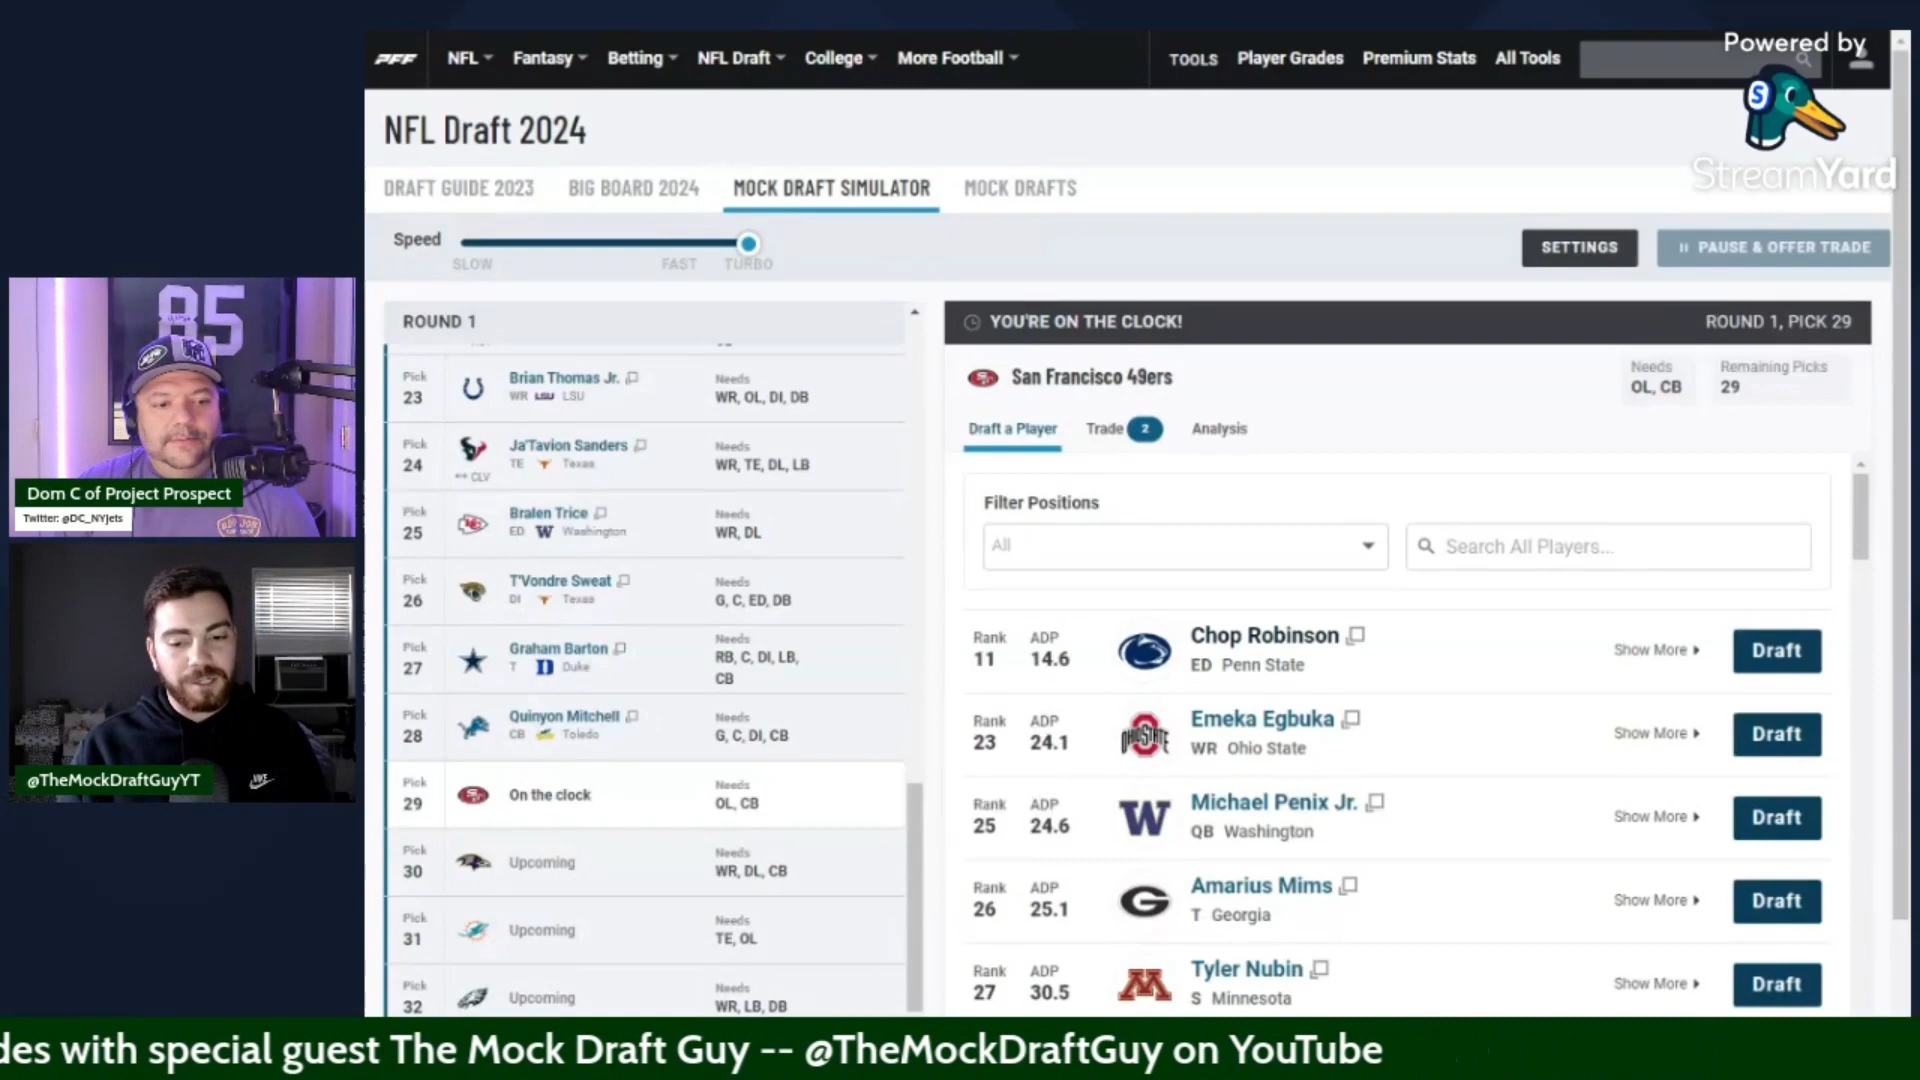 PFF NFL Fantasy Betting NFL Draft College More Football TOOLS Player Grades Premium Stats All Tools
Powered by
StreamYard
NFL Draft 2024
DRAFT GUIDE 2023 BIG BOARD 2024 MOCK DRAFT SIMULATOR MOCK DRAFTS
Speed
SLOW FAST TURBO
SETTINGS
PAUSE & OFFER TRADE
85
Dom C of Project Prospect
Twitter: @DC_NYJets
@TheMockDraftGuyYT
ROUND 1
Pick 23 Brian Thomas Jr. Needs
WR LSU LSU WR, OL, DI, DB
Pick 24 Ja'Tavion Sanders Needs
TE Texas WR, TE, DL, LB
CLV
Pick 25 Bralen Trice Needs
ED W Washington WR, DL
Pick 26 T'Vondre Sweat Needs
DI Texas G, C, ED, DB
Pick 27 Graham Barton Needs
T D Duke RB, C, DI, LB,
CB
Pick 28 Quinyon Mitchell Needs
CB Toledo G, C, DI, CB
Pick 29 On the clock Needs
OL, CB
Pick 30 Upcoming Needs
WR, DL, CB
Pick 31 Upcoming Needs
TE, OL
Pick 32 Upcoming Needs
WR, LB, DB
YOU'RE ON THE CLOCK! ROUND 1, PICK 29
San Francisco 49ers
Needs
OL, CB
Remaining Picks
29
Draft a Player Trade 2 Analysis
Filter Positions
All
Search All Players...
Rank 11 ADP 14.6 Chop Robinson
ED Penn State
Show More Draft
Rank 23 ADP 24.1 Emeka Egbuka
WR Ohio State
Show More Draft
OHIO STATE
Rank 25 ADP 24.6 Michael Penix Jr.
QB Washington
Show More Draft
W
Rank 26 ADP 25.1 Amarius Mims
T Georgia
Show More Draft
G
Rank 27 ADP 30.5 Tyler Nubin
S Minnesota
Show More Draft
M
des with special guest The Mock Draft Guy -- @TheMockDraftGuy on YouTube